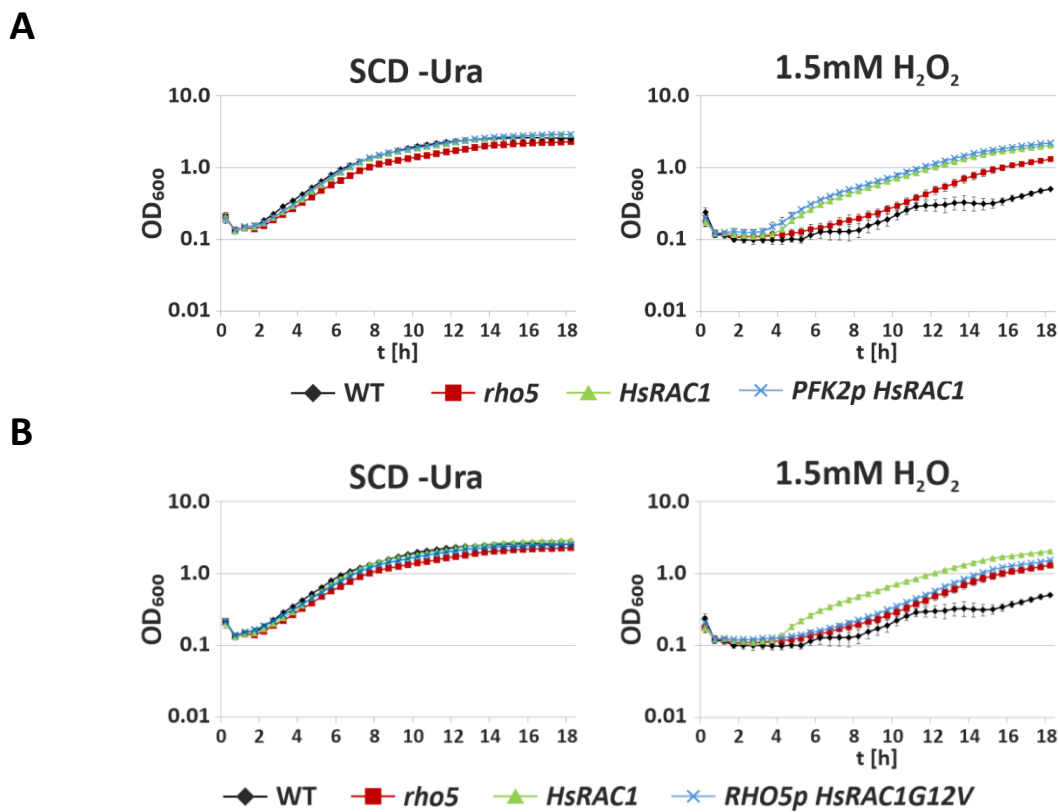 A
SCD -Ura
1.5mM H₂O₂
OD₆₀₀
10.0
1.0
0.1
0.01
0 2 4 6 8 10 12 14 16 18
t [h]
OD₆₀₀
10.0
1.0
0.1
0.01
0 2 4 6 8 10 12 14 16 18
t [h]
WT rho5 HsRAC1 PFK2p HsRAC1
B
SCD -Ura
1.5mM H₂O₂
OD₆₀₀
10.0
1.0
0.1
0.01
0 2 4 6 8 10 12 14 16 18
OD₆₀₀
10.0
1.0
0.1
0.01
0 2 4 6 8 10 12 14 16 18
t [h]
WT rho5 HsRAC1 RHO5p HsRAC1G12V